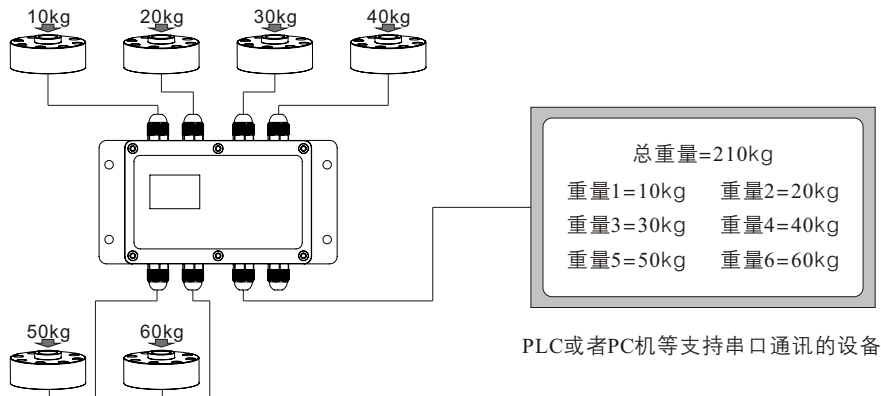 10kg 20kg 30kg 40kg
总重量=210kg
重量1=10kg 重量2=20kg
重量3=30kg 重量4=40kg
重量5=50kg 重量6=60kg
50kg 60kg
PLC或者PC机等支持串口通讯的设备